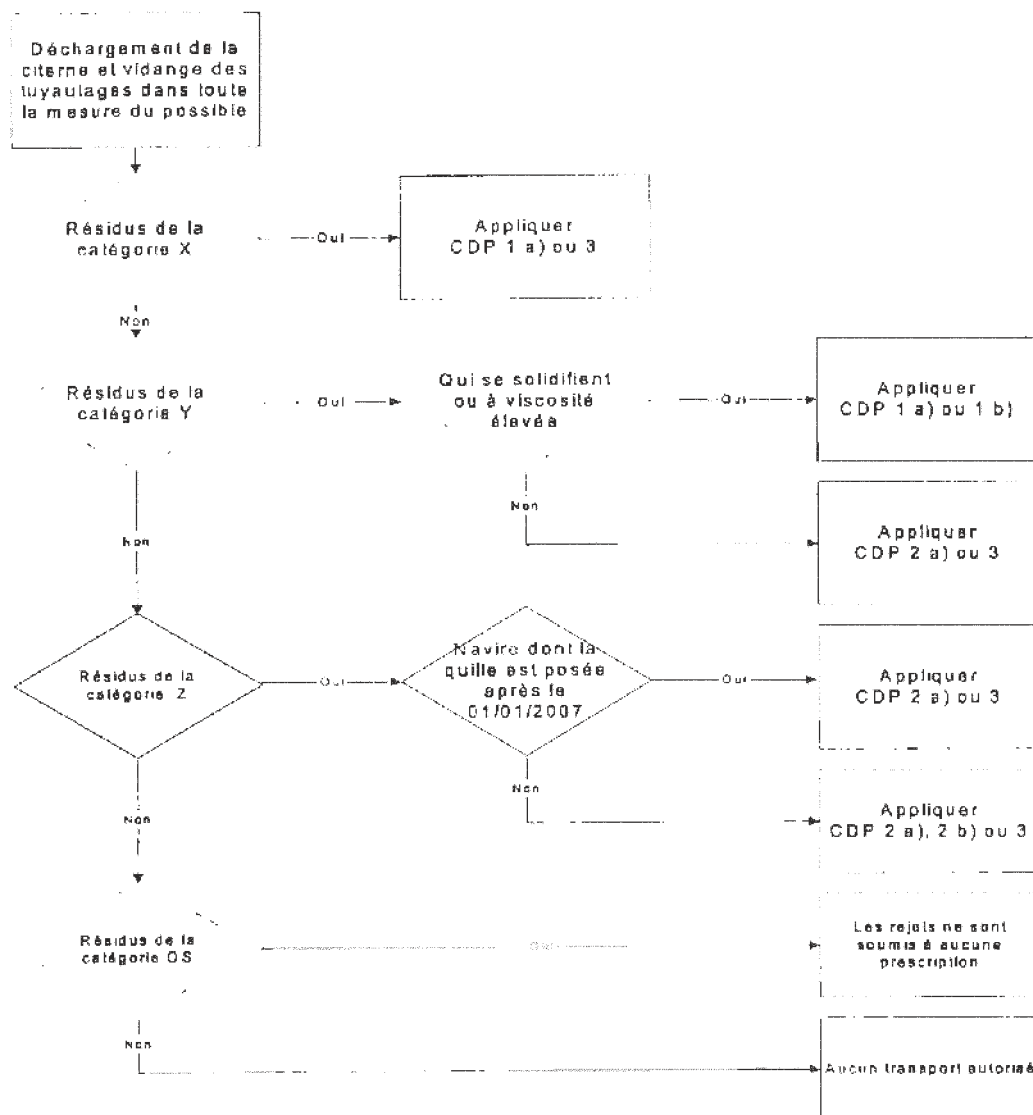 Déchargement de la
citerne et vidange des
tuyaulages dans toute
la mesure du possible
Résidus de la
catégorie X
Oui
Appliquer
CDP 1 a) ou 3
Non
Résidus de la
catégorie Y
Oui
Qui se solidifient
ou à viscosité
élevée
Oui
Appliquer
CDP 1 a) ou 1 b)
Non
Appliquer
CDP 2 a) ou 3
Non
Résidus de la
catégorie Z
Oui
Navire dont la
quille est posée
après le
01/01/2007
Oui
Appliquer
CDP 2 a) ou 3
Non
Appliquer
CDP 2 a), 2 b) ou 3
Non
Résidus de la
catégorie OS
Oui
Les rejets ne sont
soumis à aucune
prescription
Non
Aucun transport autorisé